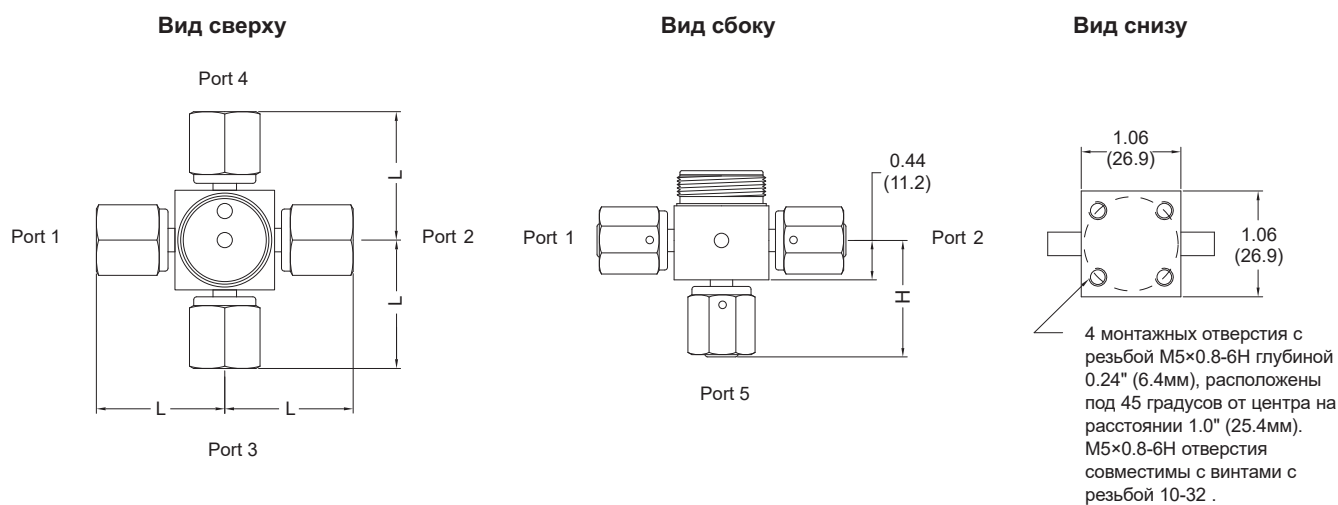 Вид сверху
Вид сбоку
Вид снизу
Port 4
Port 1
Port 2
Port 3
L
L
L
L
0.44
(11.2)
Port 1
Port 2
H
Port 5
1.06
(26.9)
1.06
(26.9)
4 монтажных отверстия с
резьбой M5×0.8-6H глубиной
0.24" (6.4мм), расположены
под 45 градусов от центра на
расстоянии 1.0" (25.4мм).
M5×0.8-6H отверстия
совместимы с винтами с
резьбой 10-32 .